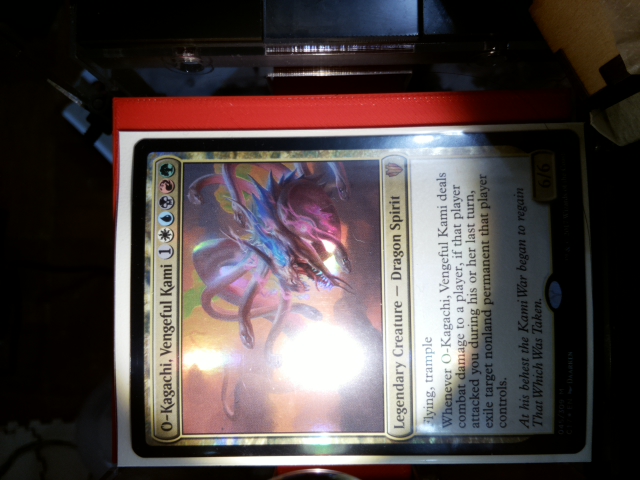 O-Kagachi, Vengeful Kami 1
Legendary Creature — Dragon Spirit
Flying, trample
Whenever O-Kagachi, Vengeful Kami deals
combat damage to a player, if that player
attacked you during his or her last turn,
exile target nonland permanent that player
controls.
At his behest the Kami War began to regain
That Which Was Taken.
6/6